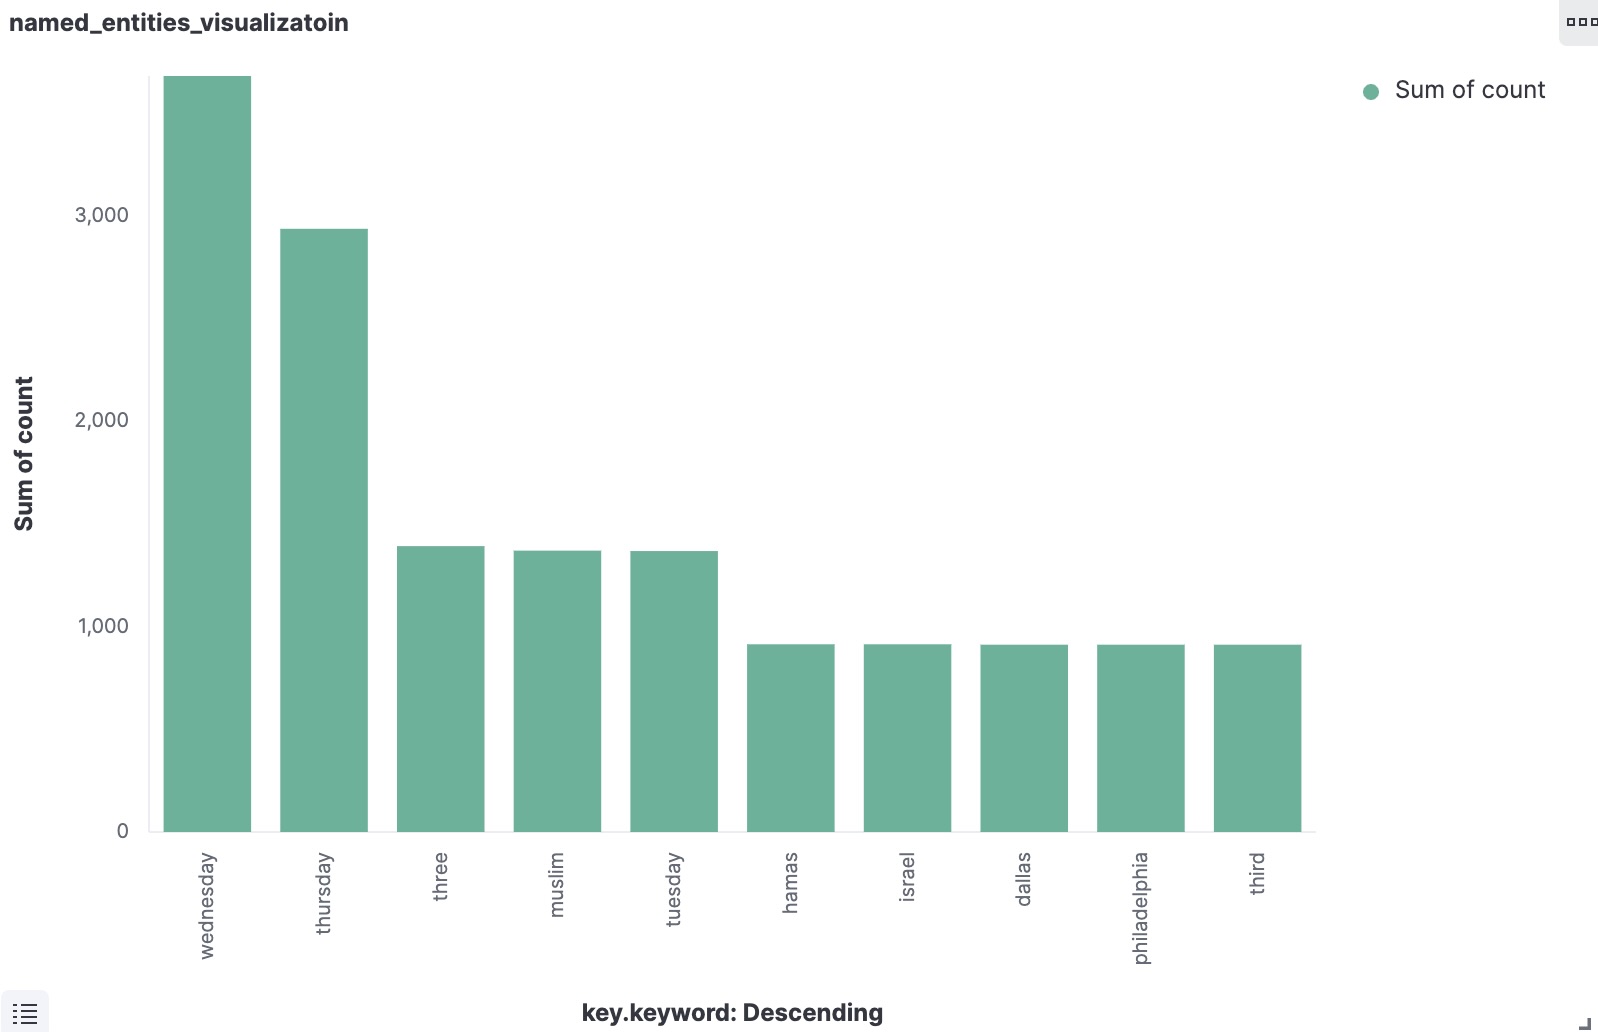 named_entities_visualizatoin
Sum of count
Sum of count
3,000
2,000
1,000
0
wednesday
thursday
three
muslim
tuesday
hamas
israel
dallas
philadelphia
third
key.keyword: Descending